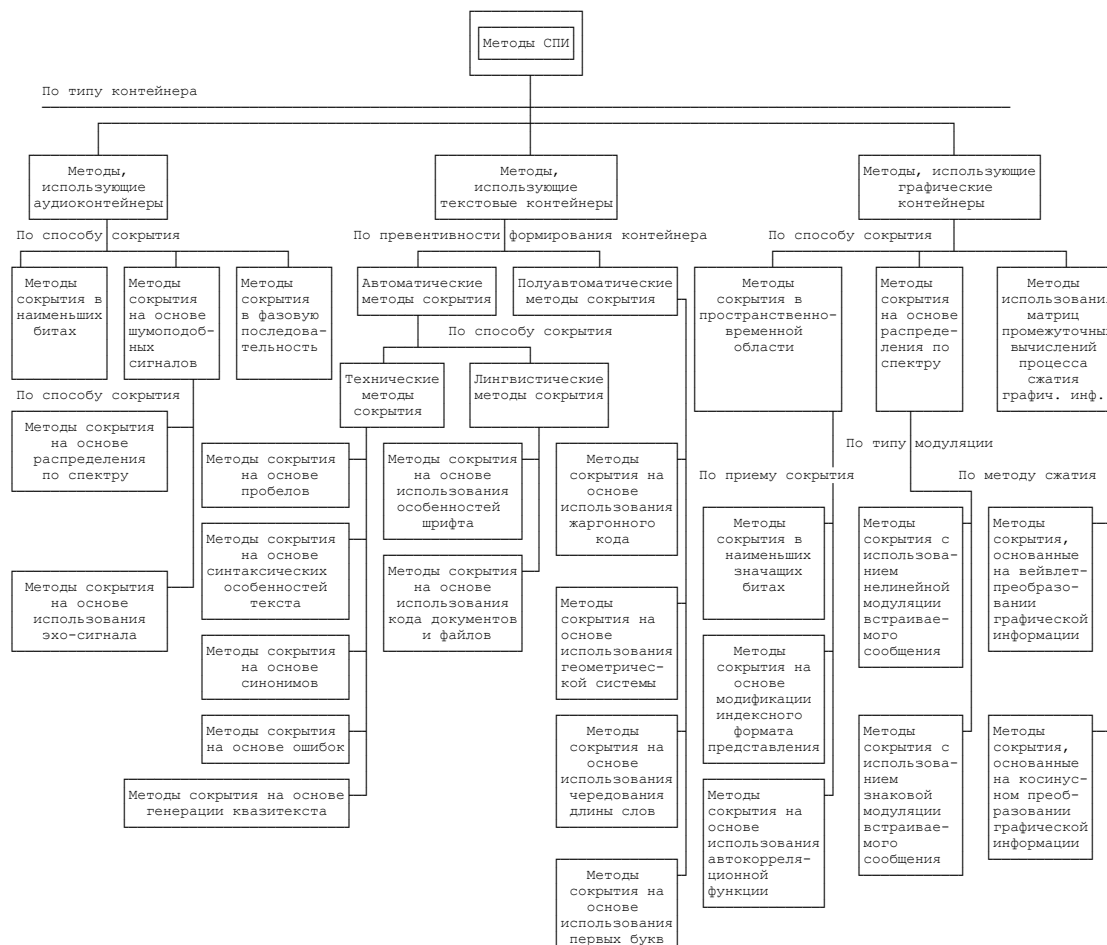 Методы СПИ
По типу контейнера
Методы,
использующие
аудиоконтейнеры
Методы,
использующие
текстовые контейнеры
Методы, использующие
графические
контейнеры
По способу сокрытия
По превентивности формирования контейнера
По способу сокрытия
Методы
сокрытия в
наименьших
битах
Методы
сокрытия
на основе
шумоподоб-
ных
сигналов
Методы
сокрытия
в фазовую
последова-
тельность
Автоматические
методы сокрытия
Полуавтоматические
методы сокрытия
Методы
сокрытия в
пространственно-
временной
области
Методы
сокрытия
на основе
распреде-
ления по
спектру
Методы
использования
матриц
промежуточных
вычислений
процесса
сжатия
графич. инф.
По способу сокрытия
Технические
методы
сокрытия
Лингвистические
методы сокрытия
По способу сокрытия
Методы сокрытия
на основе
распределения
по спектру
Методы сокрытия
на основе
использования
эхо-сигнала
Методы сокрытия
на основе
пробелов
Методы сокрытия
на основе
синтаксических
особенностей
текста
Методы сокрытия
на основе
синонимов
Методы сокрытия
на основе ошибок
Методы сокрытия на основе
генерации квазитекста
Методы сокрытия
на основе
использования
особенностей
шрифта
Методы сокрытия
на основе
использования
кода документов
и файлов
Методы
сокрытия на
основе
использования
жаргонного
кода
Методы
сокрытия на
основе
использования
геометриче-
ской системы
Методы
сокрытия на
основе
использования
чередования
длины слов
Методы
сокрытия на
основе
использования
первых букв
По приему сокрытия
Методы
сокрытия в
наименьших
значащих
битах
Методы
сокрытия на
основе
модификации
индексного
формата
представления
Методы
сокрытия на
основе
использования
автокорреля-
ционной
функции
По типу модуляции
Методы
сокрытия с
использова-
нием
нелинейной
модуляции
встраивае-
мого
сообщения
Методы
сокрытия с
использова-
нием
знаковой
модуляции
встраивае-
мого
сообщения
По методу сжатия
Методы
сокрытия,
основанные
на вейвлет-
преобразо-
вании
графической
информации
Методы
сокрытия,
основанные
на косинус-
ном преоб-
разовании
графической
информации